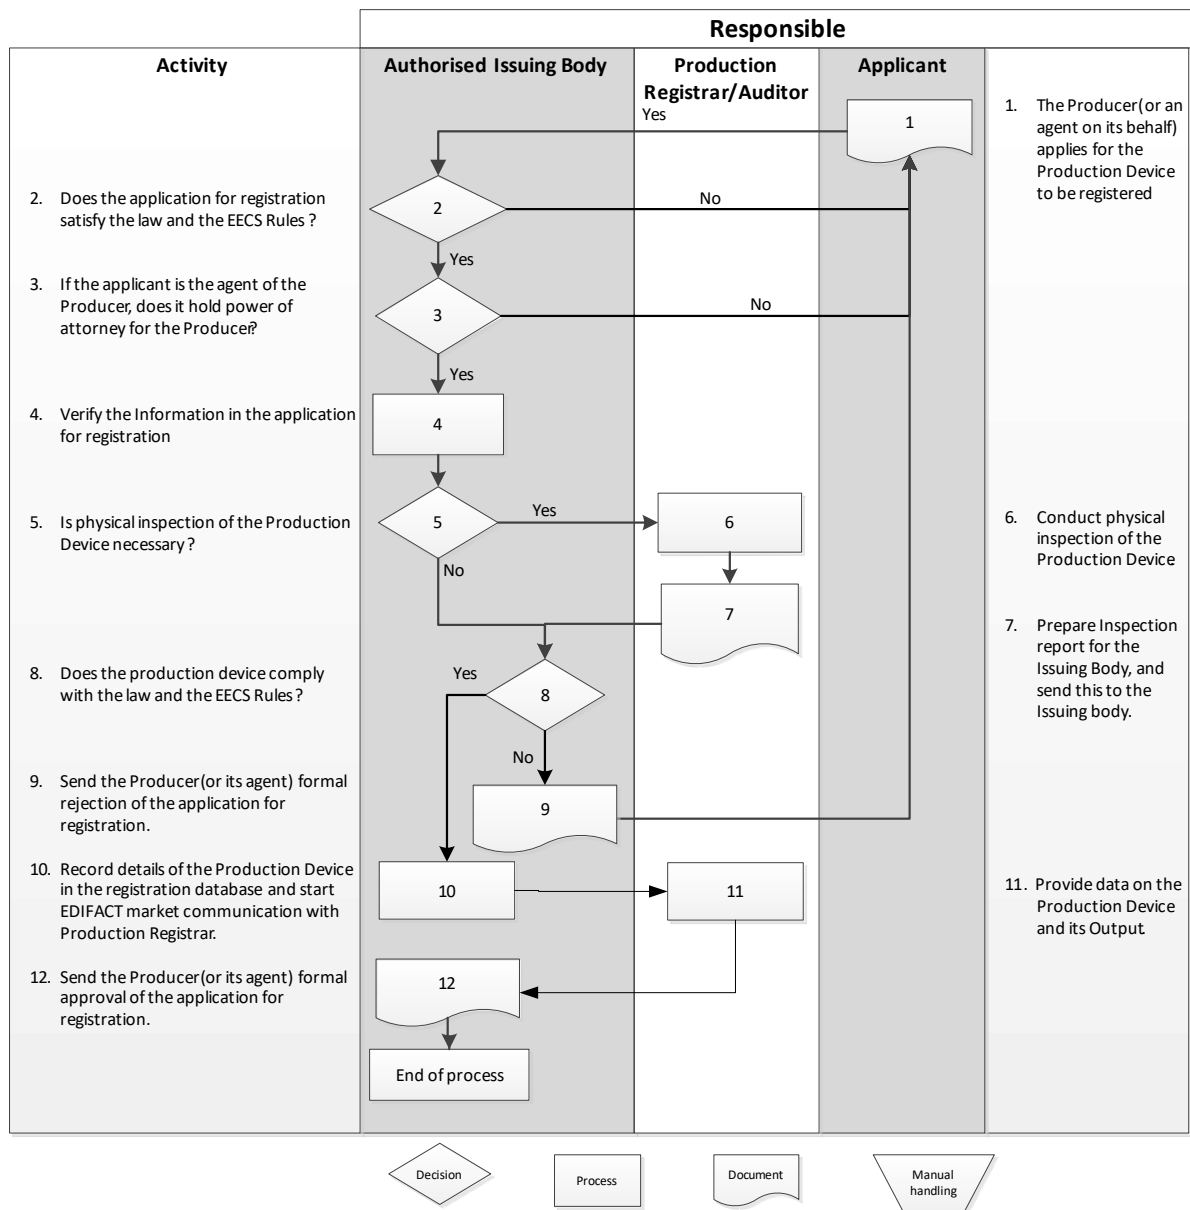 Responsible
Activity
Authorised Issuing Body
Production
Registrar/Auditor
Applicant
Yes
1
1. The Producer(or an
agent on its behalf)
applies for the
Production Device
to be registered
2. Does the application for registration
satisfy the law and the EECS Rules ?
2
No
Yes
3. If the applicant is the agent of the
Producer, does it hold power of
attorney for the Producer?
3
No
Yes
4. Verify the Information in the application
for registration
4
5. Is physical inspection of the Production
Device necessary ?
5
Yes
No
6
6. Conduct physical
inspection of the
Production Device
7
7. Prepare Inspection
report for the
Issuing Body, and
send this to the
Issuing body.
8. Does the production device comply
with the law and the EECS Rules ?
Yes
8
No
9. Send the Producer(or its agent) formal
rejection of the application for
registration.
9
10. Record details of the Production Device
in the registration database and start
EDIFACT market communication with
Production Registrar.
10
11
11. Provide data on the
Production Device
and its Output.
12. Send the Producer(or its agent) formal
approval of the application for
registration.
12
End of process
Decision
Process
Document
Manual
handling